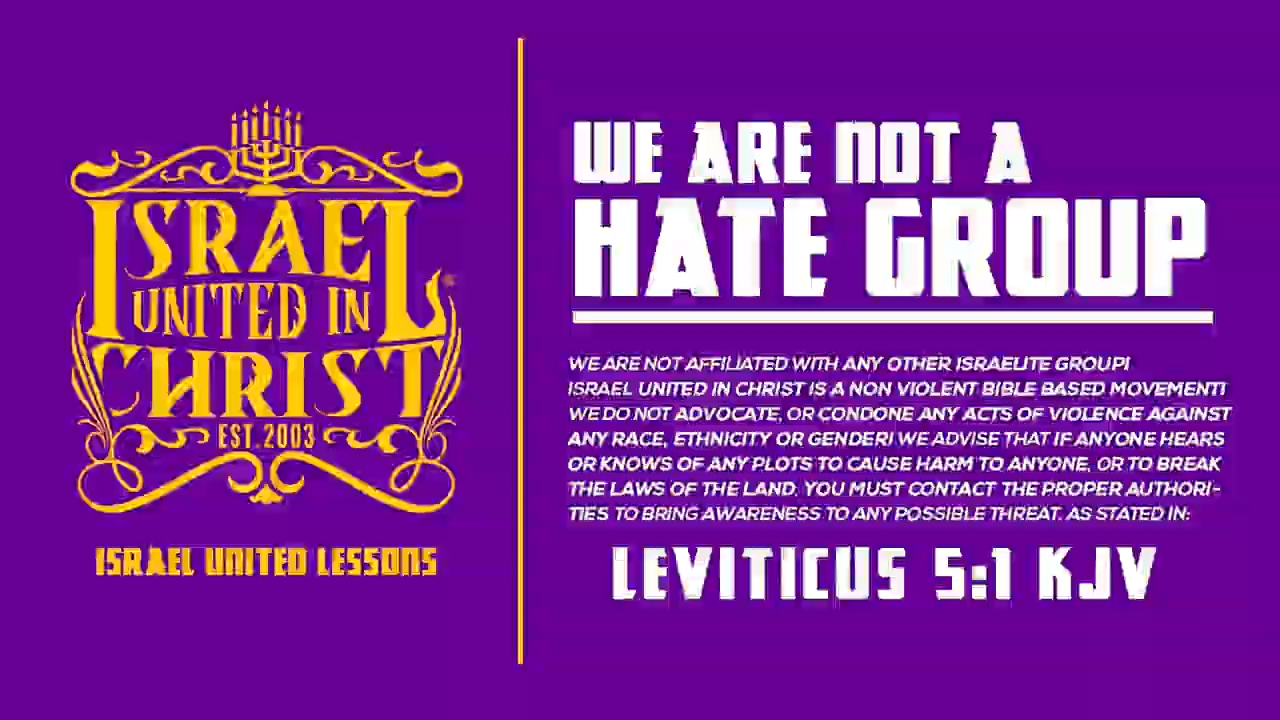 ISRAEL
UNITED IN
CHRIST
EST. 2003
ISRAEL UNITED LESSONS
WE ARE NOT A
HATE GROUP
WE ARE NOT AFFILIATED WITH ANY OTHER ISRAELITE GROUP!
ISRAEL UNITED IN CHRIST IS A NON VIOLENT BIBLE BASED MOVEMENT!
WE DO NOT ADVOCATE, OR CONDONE ANY ACTS OF VIOLENCE AGAINST
ANY RACE, ETHNICITY OR GENDER! WE ADVISE THAT IF ANYONE HEARS
OR KNOWS OF ANY PLOTS TO CAUSE HARM TO ANYONE, OR TO BREAK
THE LAWS OF THE LAND. YOU MUST CONTACT THE PROPER AUTHORI-
TIES TO BRING AWARENESS TO ANY POSSIBLE THREAT. AS STATED IN:
LEVITICUS 5:1 KJV